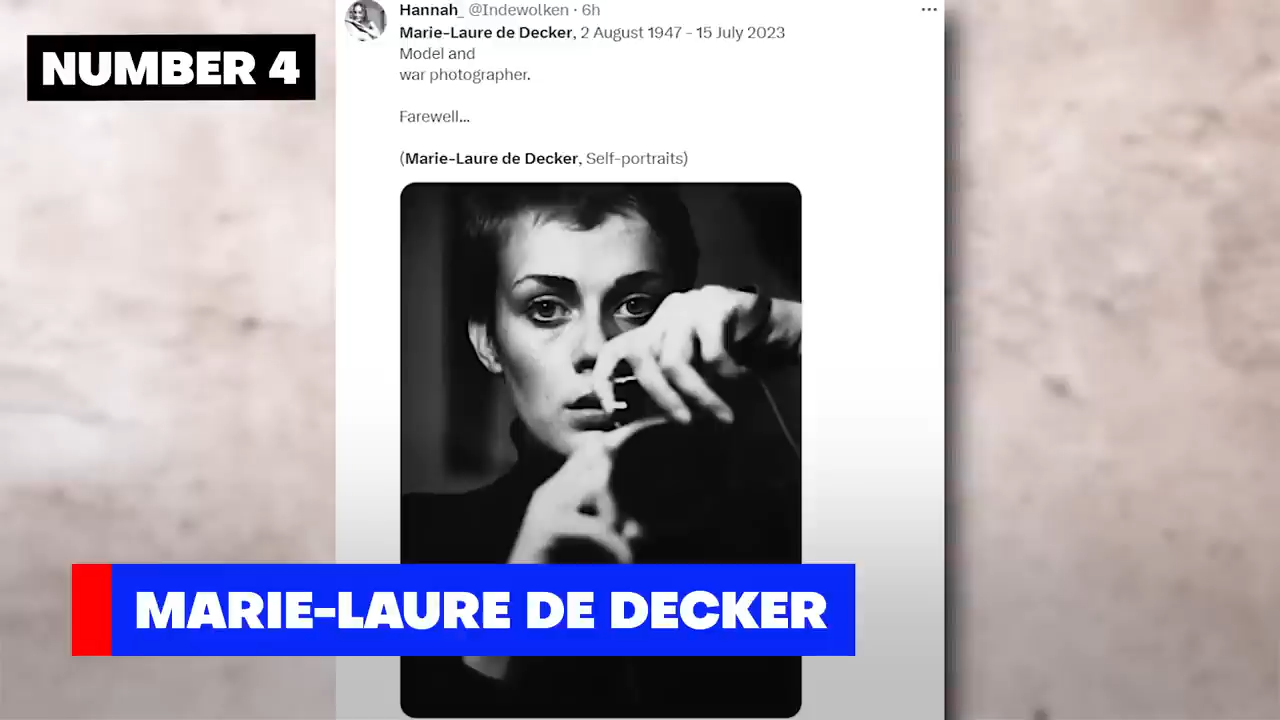 NUMBER 4
Hannah_ @Indewolken · 6h
Marie-Laure de Decker, 2 August 1947 - 15 July 2023
Model and
war photographer.
Farewell...
(Marie-Laure de Decker, Self-portraits)
MARIE-LAURE DE DECKER